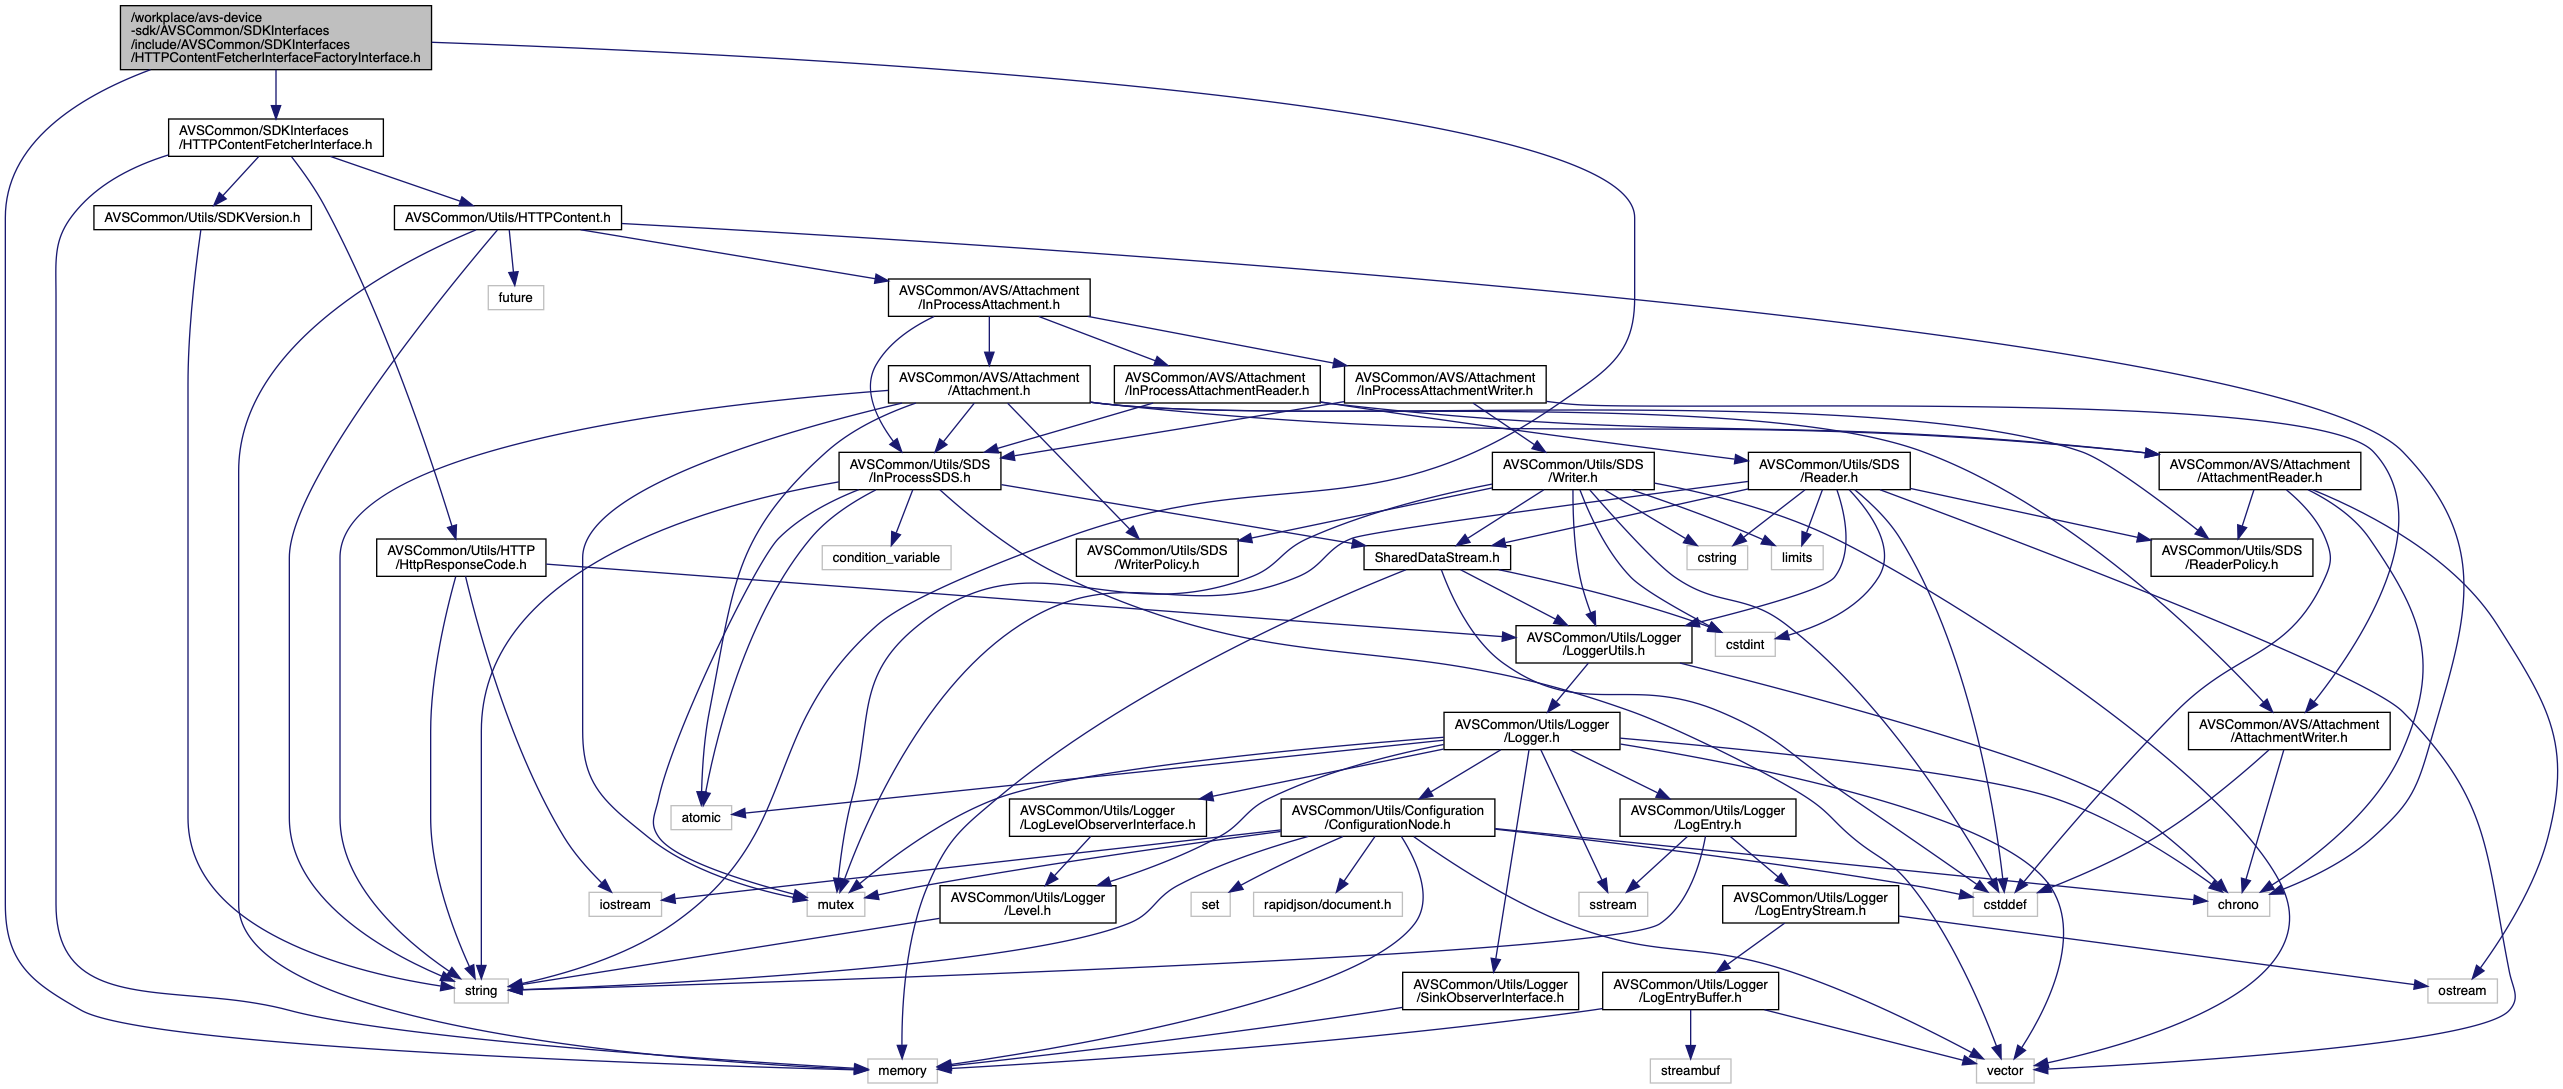 /workplace/avs-device
-sdk/AVSCommon/SDKInterfaces
/include/AVSCommon/SDKInterfaces
/HTTPContentFetcherInterfaceFactoryInterface.h
AVSCommon/SDKInterfaces
/HTTPContentFetcherInterface.h
AVSCommon/Utils/SDKVersion.h
AVSCommon/Utils/HTTPContent.h
future
AVSCommon/AVS/Attachment
/InProcessAttachment.h
AVSCommon/AVS/Attachment
/Attachment.h
AVSCommon/AVS/Attachment
/InProcessAttachmentReader.h
AVSCommon/AVS/Attachment
/InProcessAttachmentWriter.h
AVSCommon/Utils/SDS
/InProcessSDS.h
AVSCommon/Utils/SDS
/Writer.h
AVSCommon/Utils/SDS
/Reader.h
AVSCommon/AVS/Attachment
/AttachmentReader.h
AVSCommon/Utils/HTTP
/HttpResponseCode.h
condition_variable
AVSCommon/Utils/SDS
/WriterPolicy.h
SharedDataStream.h
cstring
limits
AVSCommon/Utils/SDS
/ReaderPolicy.h
AVSCommon/Utils/Logger
/LoggerUtils.h
cstdint
AVSCommon/Utils/Logger
/Logger.h
AVSCommon/AVS/Attachment
/AttachmentWriter.h
atomic
AVSCommon/Utils/Logger
/LogLevelObserverInterface.h
AVSCommon/Utils/Configuration
/ConfigurationNode.h
AVSCommon/Utils/Logger
/LogEntry.h
iostream
mutex
AVSCommon/Utils/Logger
/Level.h
set
rapidjson/document.h
sstream
AVSCommon/Utils/Logger
/LogEntryStream.h
cstddef
chrono
string
AVSCommon/Utils/Logger
/SinkObserverInterface.h
AVSCommon/Utils/Logger
/LogEntryBuffer.h
ostream
memory
streambuf
vector